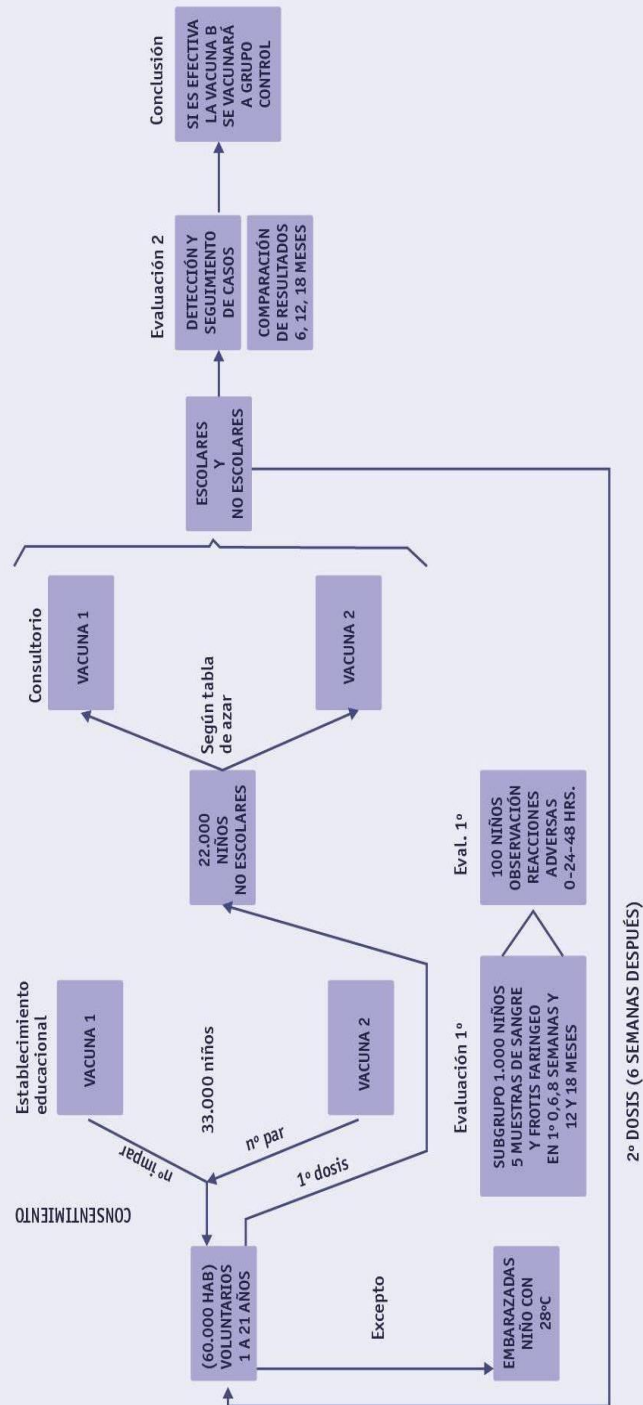 CONSENTIMIENTO
(60.000 HAB)
VOLUNTARIOS
1 A 21 AÑOS
Excepto
EMBARAZADAS
NIÑO CON
28ºC
Establecimiento
educacional
VACUNA 1
nº impar
33.000 niños
nº par
VACUNA 2
1º dosis
22.000
NIÑOS
NO ESCOLARES
Según tabla
de azar
Consultorio
VACUNA 1
VACUNA 2
Evaluación 1º
SUBGRUPO 1.000 NIÑOS
5 MUESTRAS DE SANGRE
Y FROTIS FARINGEO
EN 1º 0,6,8 SEMANAS Y
12 Y 18 MESES
Eval. 1º
100 NIÑOS
OBSERVACIÓN
REACCIONES
ADVERSAS
0-24-48 HRS.
ESCOLARES
Y
NO ESCOLARES
Evaluación 2
DETECCIÓN Y
SEGUIMIENTO
DE CASOS
COMPARACIÓN
DE RESULTADOS
6, 12, 18 MESES
Conclusión
SI ES EFECTIVA
LA VACUNA B
SE VACUNARÁ
A GRUPO
CONTROL
2º DOSIS (6 SEMANAS DESPUÉS)